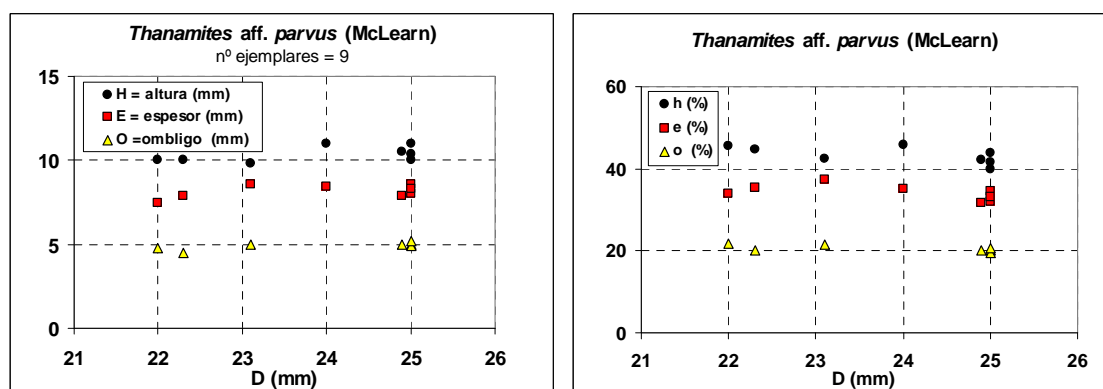 Thanamites aff. parvus (McLearn)
nº ejemplares = 9
15
10
5
0
H = altura (mm)
E = espesor (mm)
O =ombligo (mm)
21 22 23 24 25 26
D (mm)
Thanamites aff. parvus (McLearn)
60
40
20
0
h (%)
e (%)
o (%)
21 22 23 24 25 26
D (mm)